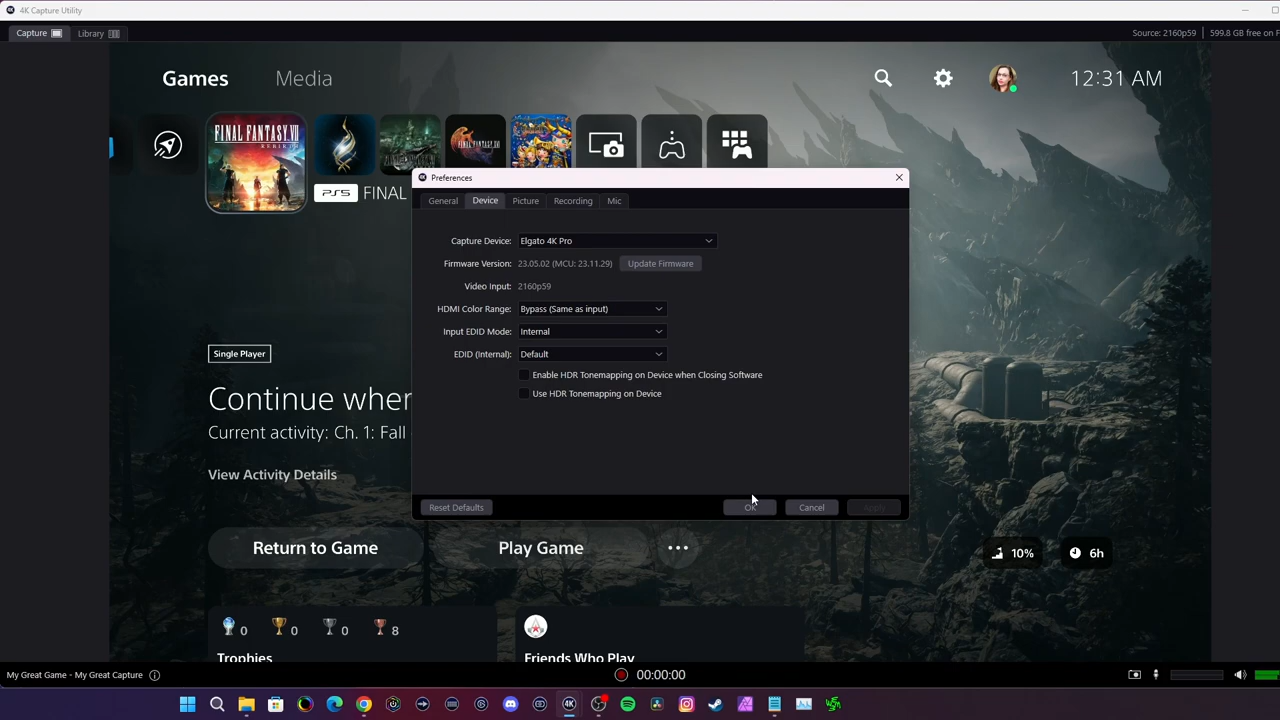 4K Capture Utility
Capture
Library
Source: 2160p59
599.8 GB free on F
Games
Media
12:31 AM
FINAL FANTASY VII
REBIRTH
PS5
FINAL
Preferences
General
Device
Picture
Recording
Mic
Capture Device:
Elgato 4K Pro
Firmware Version:
23.05.02 (MCU: 23.11.29)
Update Firmware
Video Input:
2160p59
HDMI Color Range:
Bypass (Same as input)
Input EDID Mode:
Internal
EDID (Internal):
Default
Enable HDR Tonemapping on Device when Closing Software
Use HDR Tonemapping on Device
Reset Defaults
OK
Cancel
Apply
Single Player
Continue wher
Current activity: Ch. 1: Fall
View Activity Details
Return to Game
Play Game
10%
6h
0
0
0
8
Trophies
Friends Who Play
My Great Game - My Great Capture
00:00:00
4K